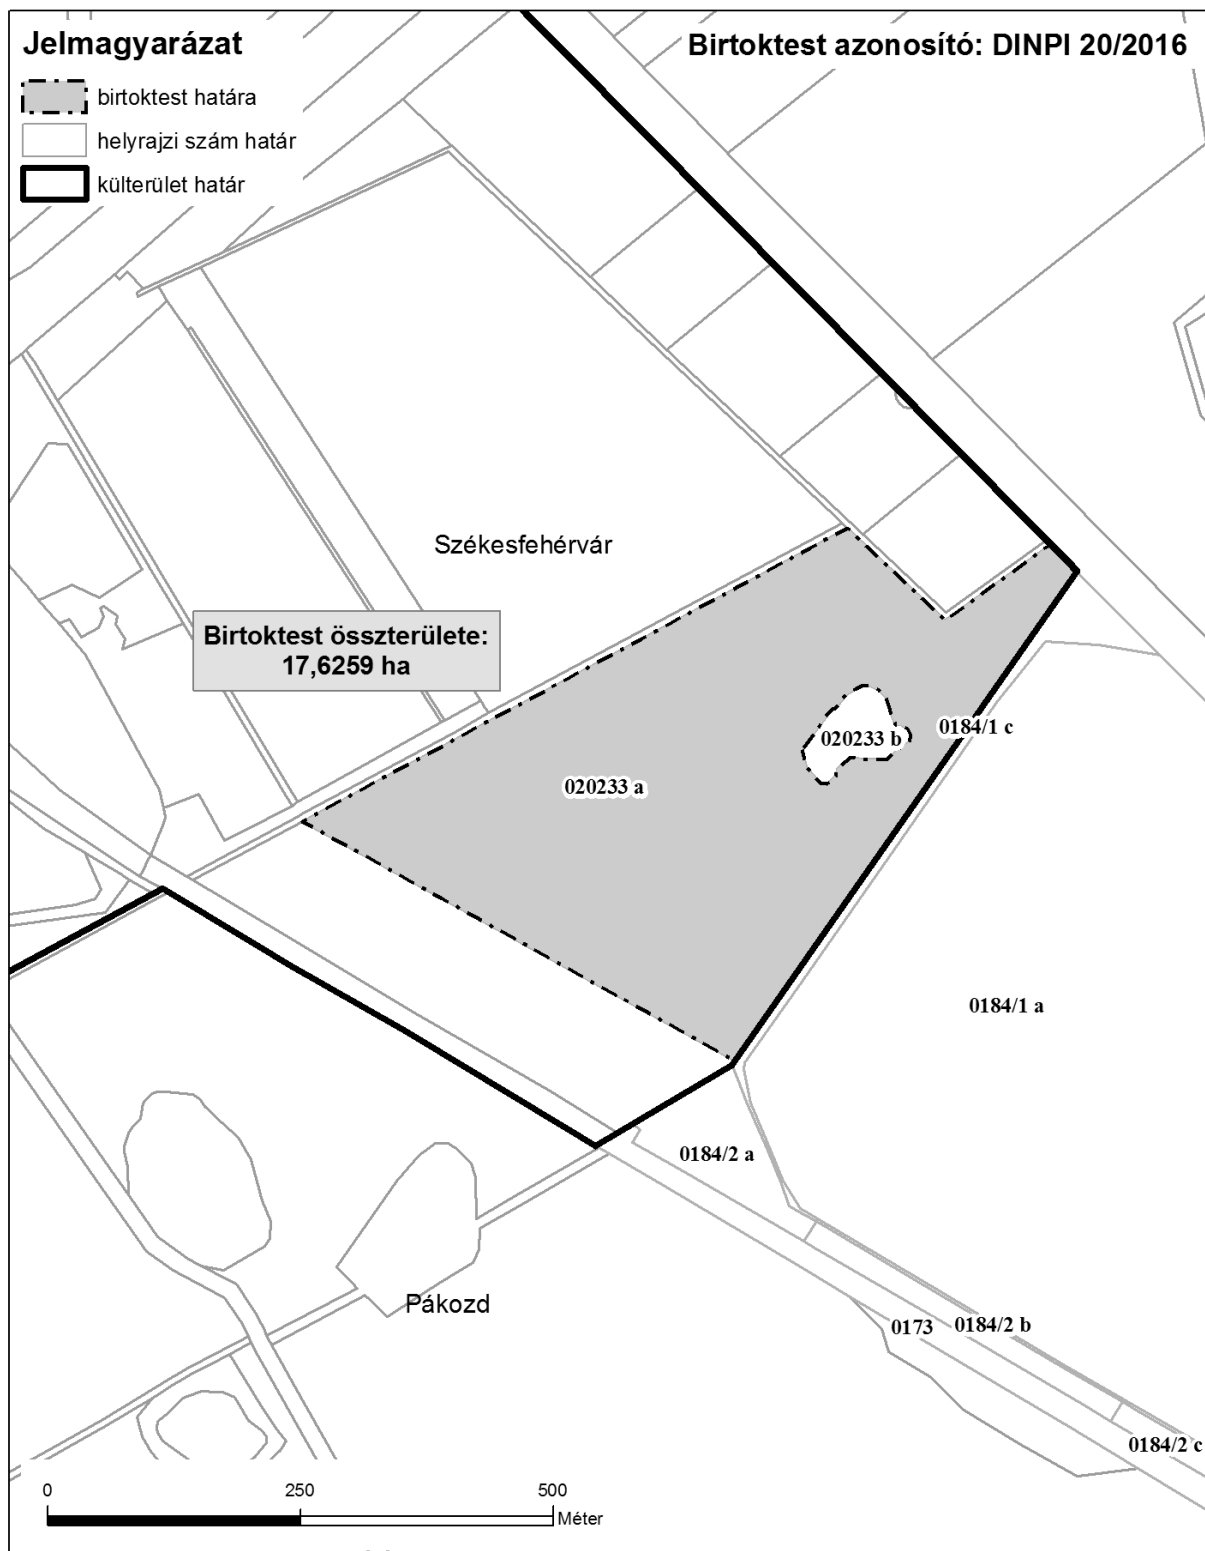 Jelmagyarázat
birtoktest határa
helyrajzi szám határ
külterület határ
Birtoktest azonosító: DINPI 20/2016
Székesfehérvár
Birtoktest összterülete:
17,6259 ha
020233 b
0184/1 c
020233 a
0184/1 a
0184/2 a
Pákozd
0173
0184/2 b
0184/2 c
0
250
500
Méter